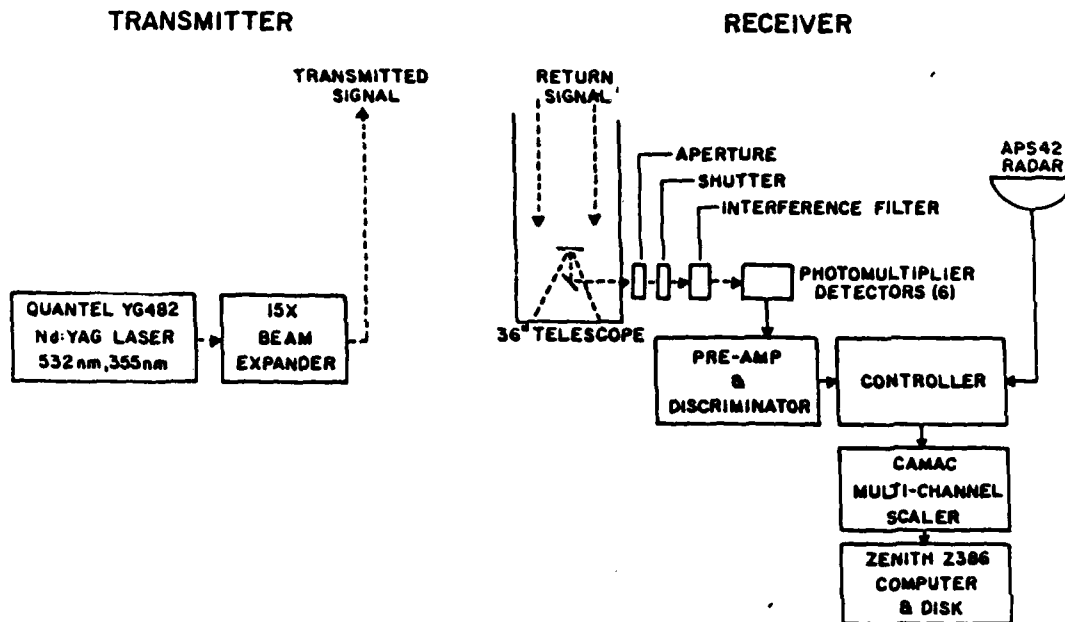 TRANSMITTER
RECEIVER
TRANSMITTED
SIGNAL
RETURN
SIGNAL
APERTURE
SHUTTER
INTERFERENCE FILTER
APS42
RADAR
QUANTEL YG482
Nd:YAG LASER
532nm,355nm
15X
BEAM
EXPANDER
36" TELESCOPE
PHOTOMULTIPLIER
DETECTORS (6)
PRE-AMP
&
DISCRIMINATOR
CONTROLLER
CAMAC
MULTI-CHANNEL
SCALER
ZENITH Z386
COMPUTER
& DISK